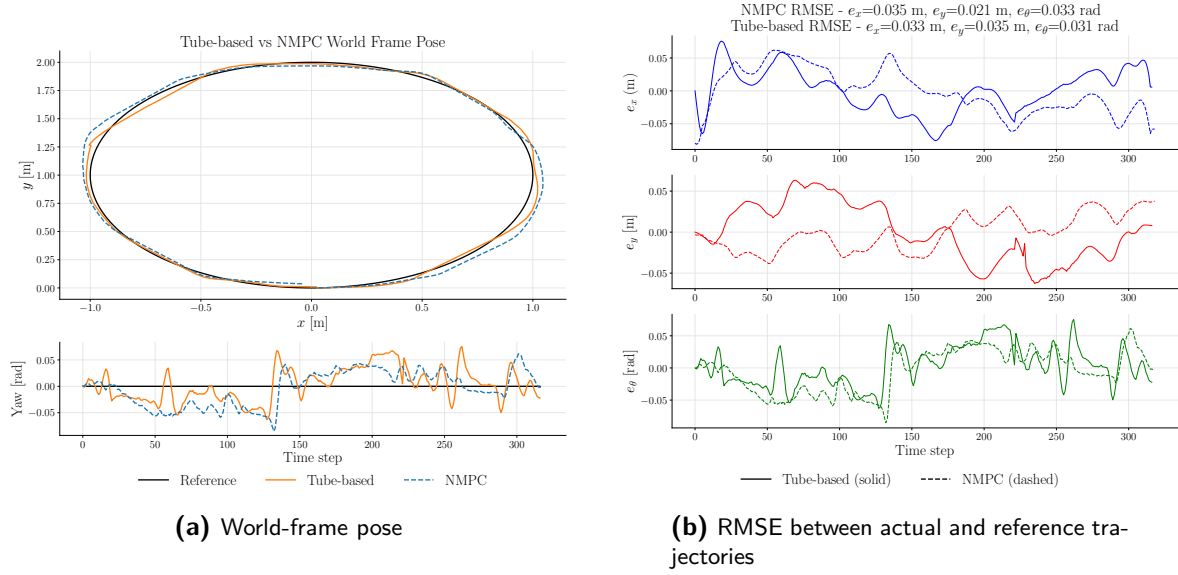 Tube-based vs NMPC World Frame Pose
2.00
1.75
1.50
1.25
1.00
0.75
0.50
0.25
0.00
y [m]
−1.0 −0.5 0.0 0.5 1.0
x [m]
0.05
0.00
−0.05
Yaw [rad]
0 50 100 150 200 250 300
Time step
Reference Tube-based NMPC
(a) World-frame pose
NMPC RMSE - eₓ=0.035 m, e_y=0.021 m, e_θ=0.033 rad
Tube-based RMSE - eₓ=0.033 m, e_y=0.035 m, e_θ=0.031 rad
0.05
0.00
−0.05
eₓ (m)
0 50 100 150 200 250 300
0.05
0.00
−0.05
e_y [m]
0 50 100 150 200 250 300
0.05
0.00
−0.05
e_θ [rad]
0 50 100 150 200 250 300
Time step
Tube-based (solid) NMPC (dashed)
(b) RMSE between actual and reference tra-
jectories